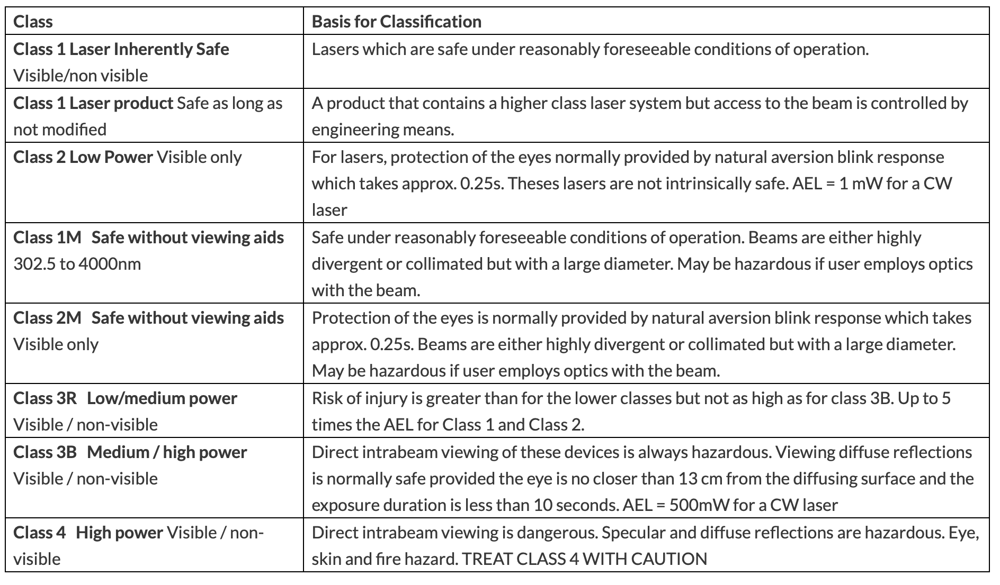 Class
Basis for Classification
Class 1 Laser Inherently Safe
Visible/non visible
Lasers which are safe under reasonably foreseeable conditions of operation.
Class 1 Laser product Safe as long as
not modified
A product that contains a higher class laser system but access to the beam is controlled by
engineering means.
Class 2 Low Power Visible only
For lasers, protection of the eyes normally provided by natural aversion blink response
which takes approx. 0.25s. Theses lasers are not intrinsically safe. AEL = 1 mW for a CW
laser
Class 1M Safe without viewing aids
302.5 to 4000nm
Safe under reasonably foreseeable conditions of operation. Beams are either highly
divergent or collimated but with a large diameter. May be hazardous if user employs optics
with the beam.
Class 2M Safe without viewing aids
Visible only
Protection of the eyes is normally provided by natural aversion blink response which takes
approx. 0.25s. Beams are either highly divergent or collimated but with a large diameter.
May be hazardous if user employs optics with the beam.
Class 3R Low/medium power
Visible / non-visible
Risk of injury is greater than for the lower classes but not as high as for class 3B. Up to 5
times the AEL for Class 1 and Class 2.
Class 3B Medium / high power
Visible / non-visible
Direct intrabeam viewing of these devices is always hazardous. Viewing diffuse reflections
is normally safe provided the eye is no closer than 13 cm from the diffusing surface and the
exposure duration is less than 10 seconds. AEL = 500mW for a CW laser
Class 4 High power Visible / non-
visible
Direct intrabeam viewing is dangerous. Specular and diffuse reflections are hazardous. Eye,
skin and fire hazard. TREAT CLASS 4 WITH CAUTION